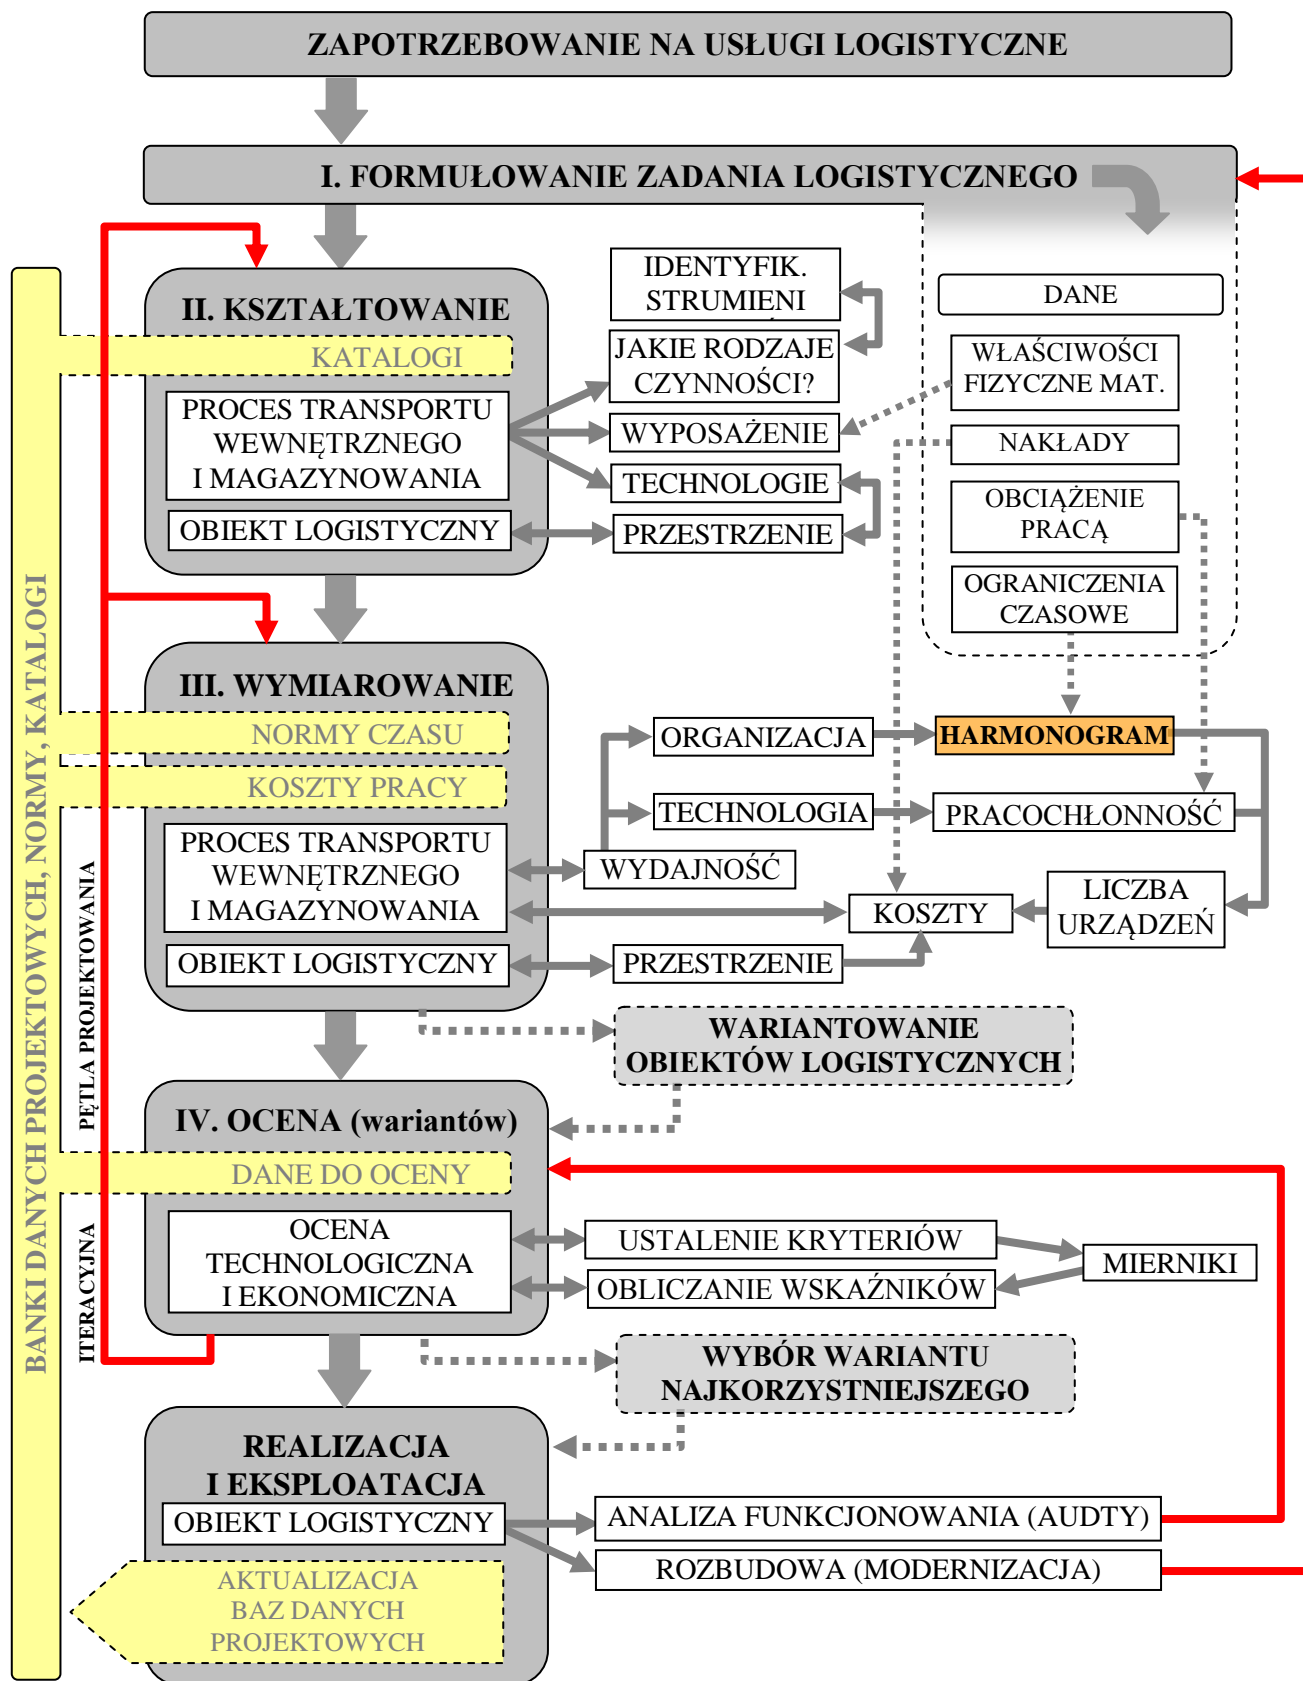 ZAPOTRZEBOWANIE NA USŁUGI LOGISTYCZNE
I. FORMUŁOWANIE ZADANIA LOGISTYCZNEGO
DANE
WŁAŚCIWOŚCI
FIZYCZNE MAT.
NAKŁADY
OBCIĄŻENIE
PRACĄ
OGRANICZENIA
CZASOWE
BANKI DANYCH PROJEKTOWYCH, NORMY, KATALOGI
ITERACYJNA PĘTLA PROJEKTOWANIA
II. KSZTAŁTOWANIE
KATALOGI
PROCES TRANSPORTU
WEWNĘTRZNEGO
I MAGAZYNOWANIA
OBIEKT LOGISTYCZNY
IDENTYFIK.
STRUMIENI
JAKIE RODZAJE
CZYNNOŚCI?
WYPOSAŻENIE
TECHNOLOGIE
PRZESTRZENIE
III. WYMIAROWANIE
NORMY CZASU
KOSZTY PRACY
PROCES TRANSPORTU
WEWNĘTRZNEGO
I MAGAZYNOWANIA
OBIEKT LOGISTYCZNY
ORGANIZACJA
HARMONOGRAM
TECHNOLOGIA
PRACOCHŁONNOŚĆ
WYDAJNOŚĆ
KOSZTY
LICZBA
URZĄDZEŃ
PRZESTRZENIE
WARIANTOWANIE
OBIEKTÓW LOGISTYCZNYCH
IV. OCENA (wariantów)
DANE DO OCENY
OCENA
TECHNOLOGICZNA
I EKONOMICZNA
USTALENIE KRYTERIÓW
OBLICZANIE WSKAŹNIKÓW
MIERNIKI
WYBÓR WARIANTU
NAJKORZYSTNIEJSZEGO
REALIZACJA
I EKSPLOATACJA
OBIEKT LOGISTYCZNY
ANALIZA FUNKCJONOWANIA (AUDTY)
ROZBUDOWA (MODERNIZACJA)
AKTUALIZACJA
BAZ DANYCH
PROJEKTOWYCH